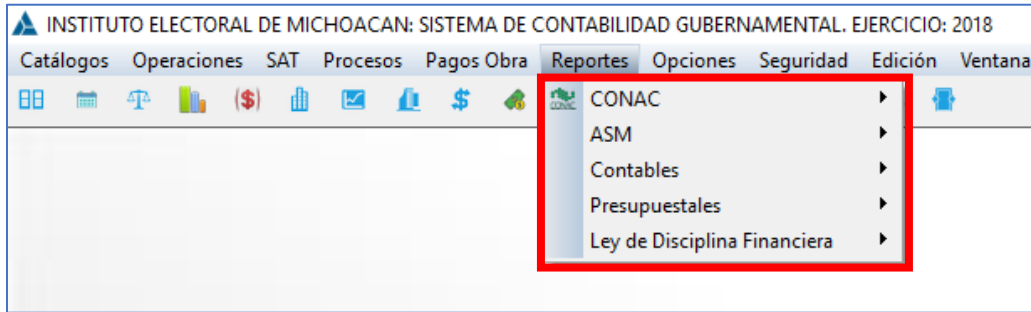 INSTITUTO ELECTORAL DE MICHOACAN: SISTEMA DE CONTABILIDAD GUBERNAMENTAL. EJERCICIO: 2018
Catálogos Operaciones SAT Procesos Pagos Obra Reportes Opciones Seguridad Edición Ventana
CONAC CONAC
ASM
Contables
Presupuestales
Ley de Disciplina Financiera